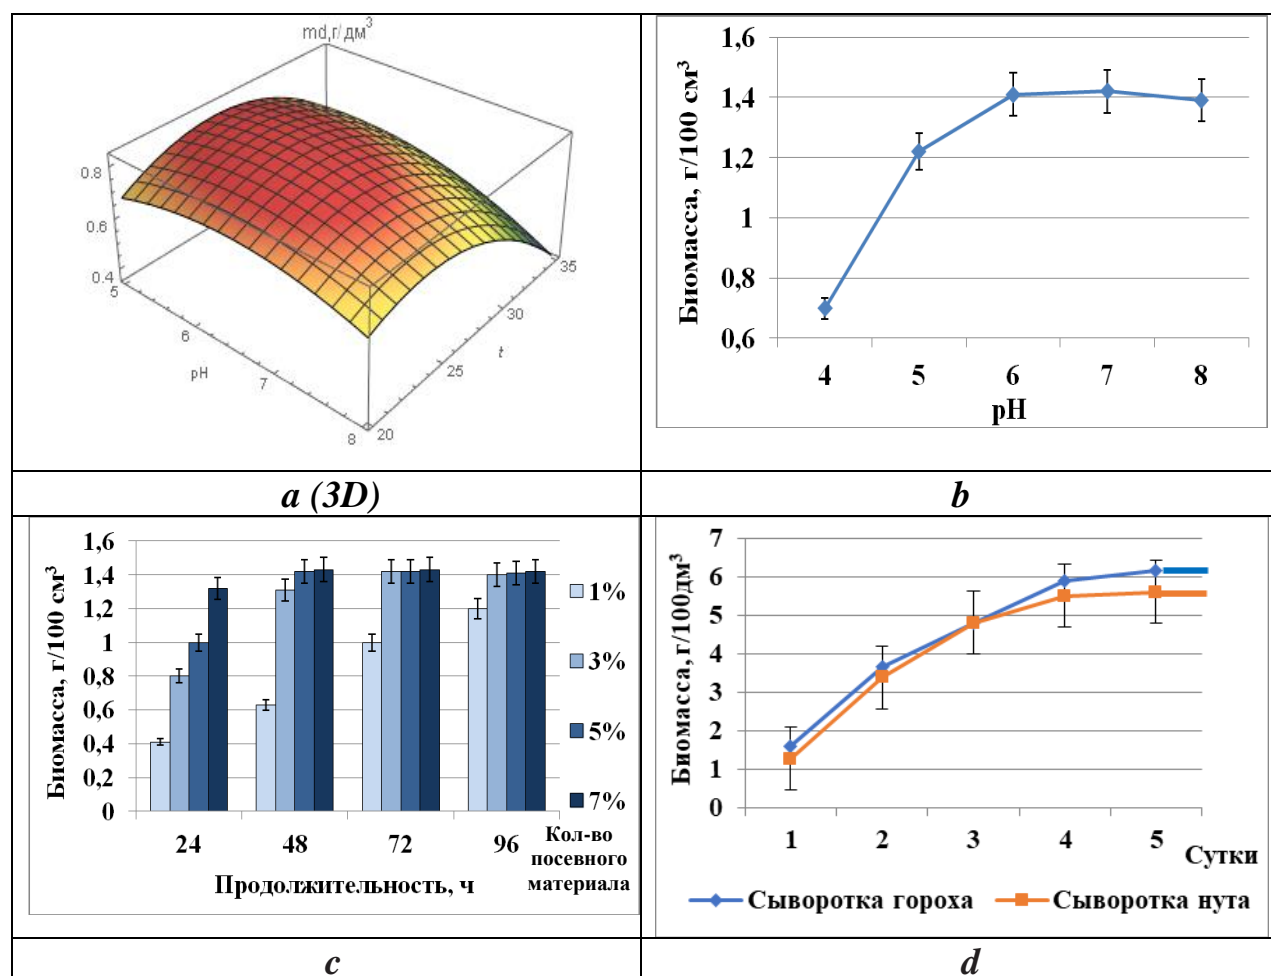 md,г/дм³
0.8
0.6
0.4
5
6
pH
7
8
20
25
t
30
35
a (3D)
Биомасса, г/100 см³
1,6
1,4
1,2
1
0,8
0,6
4 5 6 7 8
pH
b
Биомасса, г/100 см³
1,6
1,4
1,2
1
0,8
0,6
0,4
0,2
0
24 48 72 96
Продолжительность, ч
1%
3%
5%
7%
Кол-во
посевного
материала
c
Биомасса, г/100дм³
7
6
5
4
3
2
1
0
1 2 3 4 5
Сутки
Сыворотка гороха Сыворотка нута
d